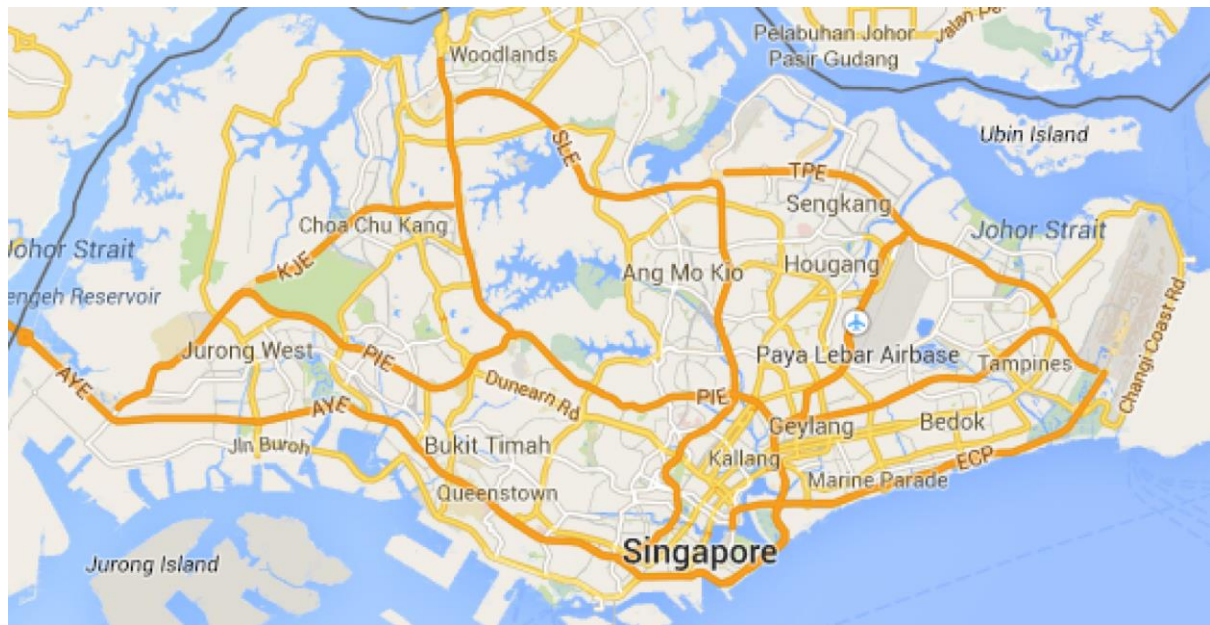 Woodlands
Pelabuhan Johor
Pasir Gudang
Ubin Island
SLE
TPE
Sengkang
Choa Chu Kang
Johor Strait
Johor Strait
KJE
Ang Mo Kio
Hougang
engeh Reservoir
Changi Coast Rd
Jurong West
PIE
Paya Lebar Airbase
Tampines
AYE
Dunearn Rd
PIE
AYE
Geylang
Bedok
Jln Buroh
Bukit Timah
Kallang
ECP
Marine Parade
Queenstown
Singapore
Jurong Island